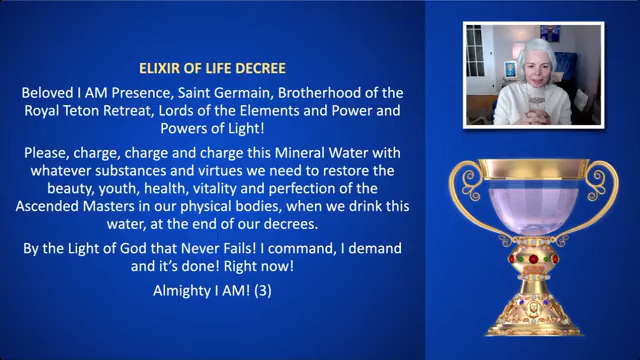 ELIXIR OF LIFE DECREE
Beloved I AM Presence, Saint Germain, Brotherhood of the
Royal Teton Retreat, Lords of the Elements and Power and
Powers of Light!
Please, charge, charge and charge this Mineral Water with
whatever substances and virtues we need to restore the
beauty, youth, health, vitality and perfection of the
Ascended Masters in our physical bodies, when we drink this
water, at the end of our decrees.
By the Light of God that Never Fails! I command, I demand
and it's done! Right now!
Almighty I AM! (3)